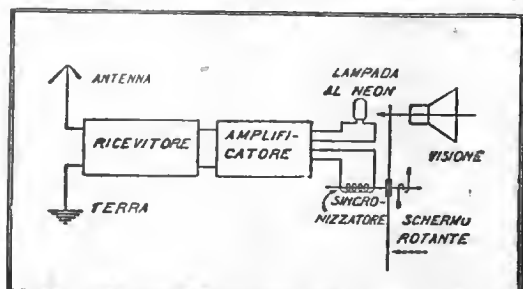 ANTENNA
LAMPADA
AL NEON
RICEVITORE
AMPLIFI-
CATORE
VISIONE
TERRA
SINCRO-
NIZZATORE
SCHERMO
ROTANTE